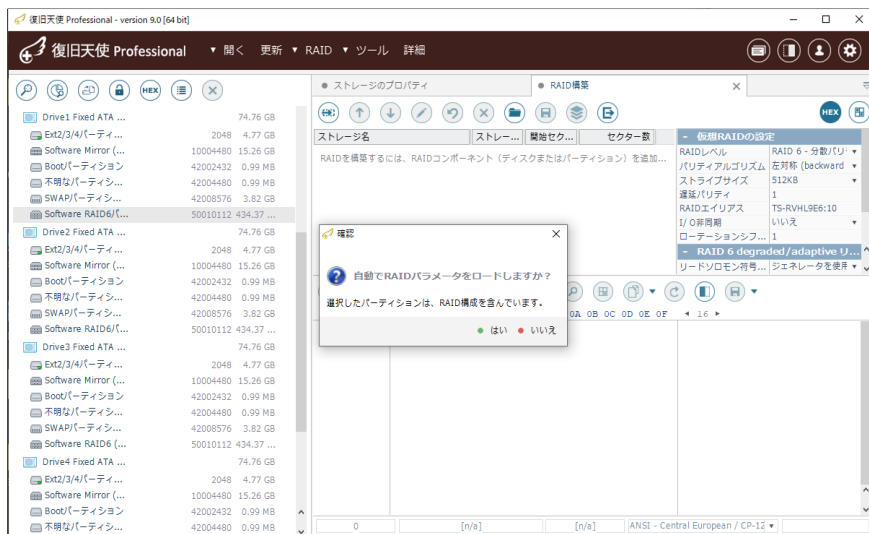 復旧天使 Professional - version 9.0 [64 bit]
復旧天使 Professional
▼ 開く 更新 ▼ RAID ▼ ツール 詳細
HEX
● ストレージのプロパティ
● RAID構築
Drive1 Fixed ATA ... 74.76 GB
Ext2/3/4パーティ... 2048 4.77 GB
Software Mirror (... 10004480 15.26 GB
Bootパーティション 42002432 0.99 MB
不明なパーティシ... 42004480 0.99 MB
SWAPパーティシ... 42008576 3.82 GB
Software RAID6パ... 50010112 434.37 ...
Drive2 Fixed ATA ... 74.76 GB
Ext2/3/4パーティ... 2048 4.77 GB
Software Mirror (... 10004480 15.26 GB
Bootパーティション 42002432 0.99 MB
不明なパーティシ... 42004480 0.99 MB
SWAPパーティシ... 42008576 3.82 GB
Software RAID6パ... 50010112 434.37 ...
Drive3 Fixed ATA ... 74.76 GB
Ext2/3/4パーティ... 2048 4.77 GB
Software Mirror (... 10004480 15.26 GB
Bootパーティション 42002432 0.99 MB
不明なパーティシ... 42004480 0.99 MB
SWAPパーティシ... 42008576 3.82 GB
Software RAID6 (... 50010112 434.37 ...
Drive4 Fixed ATA ... 74.76 GB
Ext2/3/4パーティ... 2048 4.77 GB
Software Mirror (... 10004480 15.26 GB
Bootパーティション 42002432 0.99 MB
不明なパーティシ... 42004480 0.99 MB
HEX
ストレージ名 ストレー... 開始セク... セクター数
RAIDを構築するには、RAIDコンポーネント（ディスクまたはパーティション）を追加...
- 仮想RAIDの設定
RAIDレベル RAID 6 - 分散パリ
パリティアルゴリズム 左対称 (backward
ストライプサイズ 512KB
遅延パリティ 1
RAIDエイリアス TS-RVHL9E6:10
I/ O非同期 いいえ
ローテーションシフ... 1
- RAID 6 degraded/adaptive リ...
リードソロモン符号... ジェネレータを使用
確認
自動でRAIDパラメータをロードしますか？
選択したパーティションは、RAID構成を含んでいます。
● はい ● いいえ
0A 0B 0C 0D 0E 0F ◄ 16 ►
0 [n/a] [n/a] ANSI - Central European / CP-12